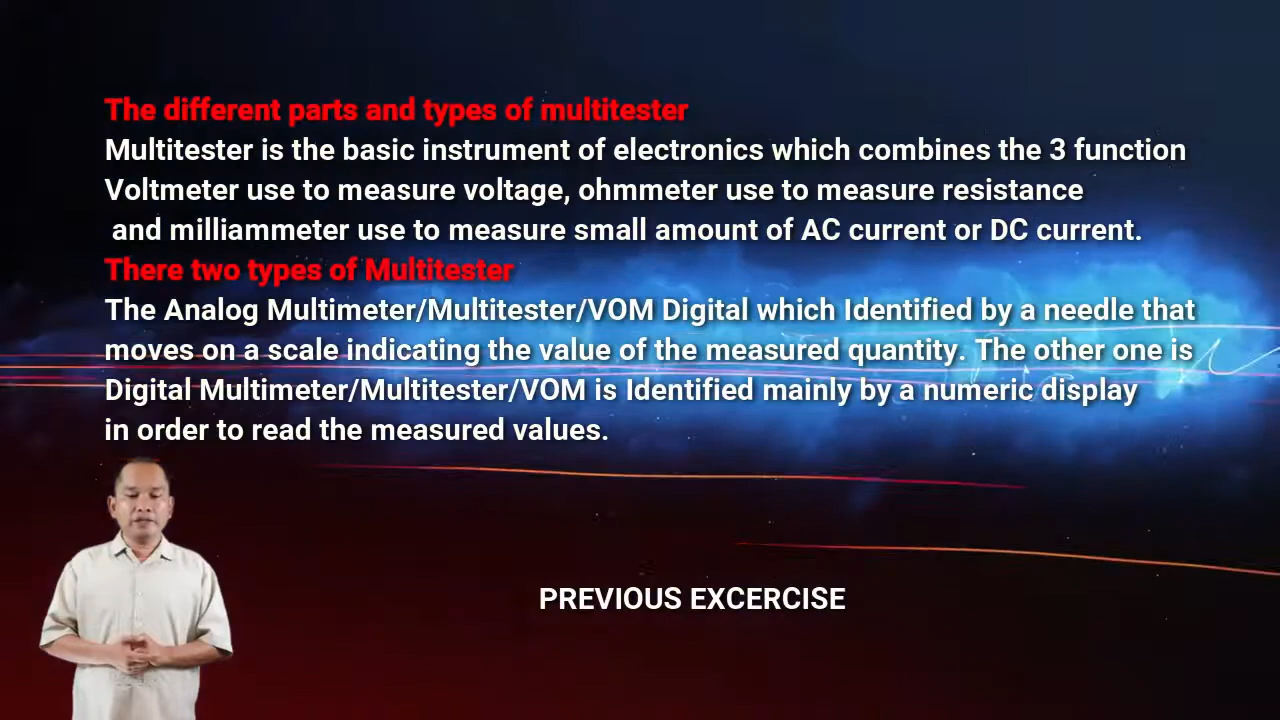 The different parts and types of multitester
Multitester is the basic instrument of electronics which combines the 3 function
Voltmeter use to measure voltage, ohmmeter use to measure resistance
and milliammeter use to measure small amount of AC current or DC current.
There two types of Multitester
The Analog Multimeter/Multitester/VOM Digital which Identified by a needle that
moves on a scale indicating the value of the measured quantity. The other one is
Digital Multimeter/Multitester/VOM is Identified mainly by a numeric display
in order to read the measured values.
PREVIOUS EXCERCISE